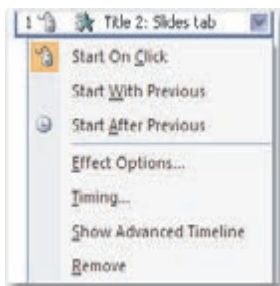 1 Title 2: Slides tab
Start On Click
Start With Previous
Start After Previous
Effect Options...
Timing...
Show Advanced Timeline
Remove